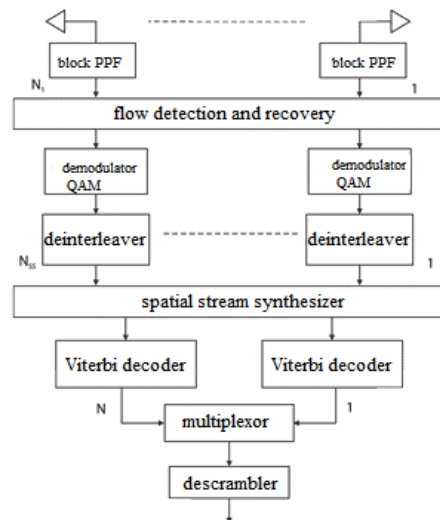 block PPF
block PPF
N₁
1
flow detection and recovery
demodulator
QAM
demodulator
QAM
deinterleaver
deinterleaver
Nss
1
spatial stream synthesizer
Viterbi decoder
Viterbi decoder
N
1
multiplexor
descrambler